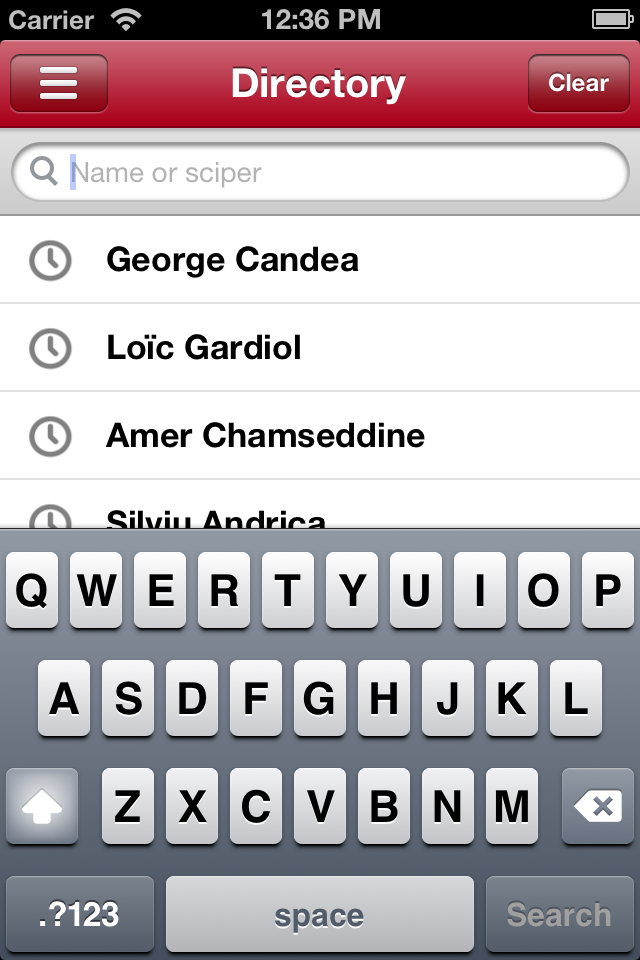 Carrier 12:36 PM
Directory Clear
Name or sciper
George Candea
Loïc Gardiol
Amer Chamseddine
Silviu Andrica
Q W E R T Y U I O P
A S D F G H J K L
Z X C V B N M
.?123 space Search